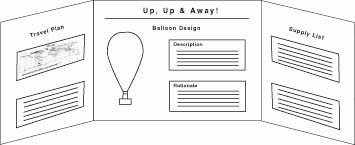 Up, Up & Away!
Travel Plan
Balloon Design
Supply List
Description
Rationale